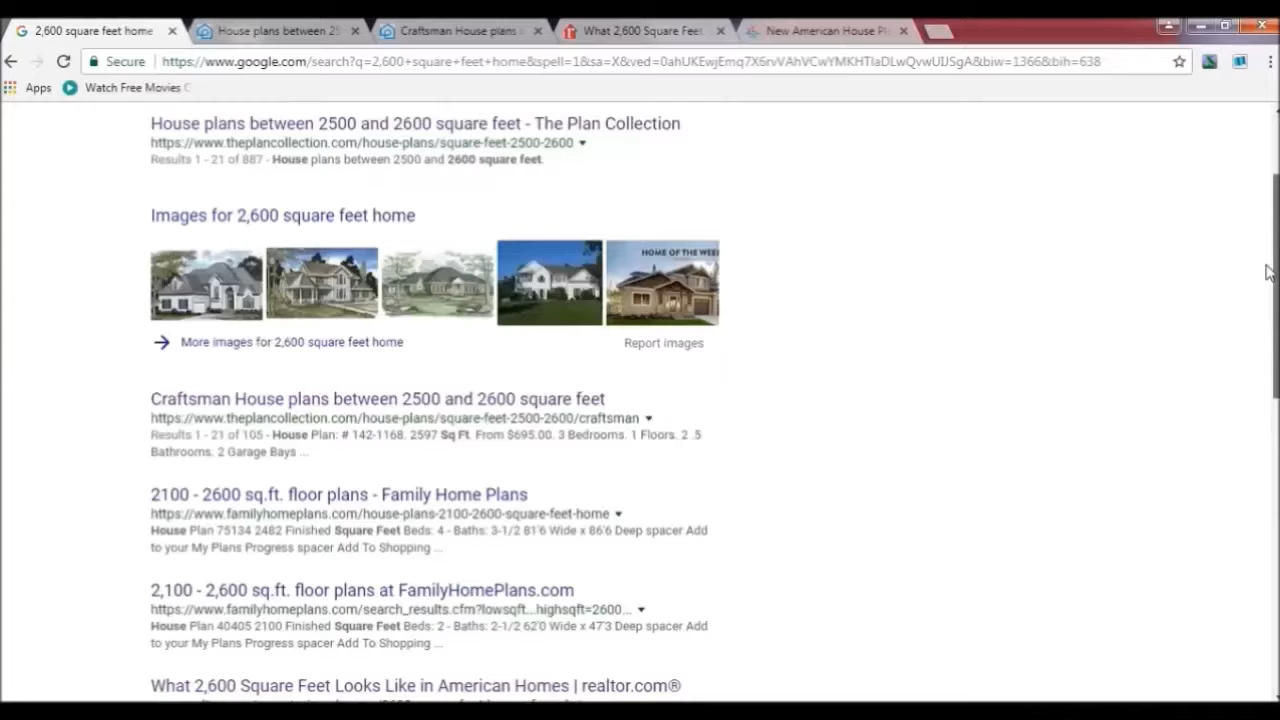 2,600 square feet home
House plans between 25
Craftsman House plans
What 2,600 Square Feet
New American House Pl
Secure
https://www.google.com/search?q=2,600+square+feet+home&spell=1&sa=X&ved=0ahUKEwjEmq7X6rvVAhVCwYMKHTlaDLwQvwUIJSgA&biw=1366&bih=638
Apps
Watch Free Movies
House plans between 2500 and 2600 square feet - The Plan Collection
https://www.theplancollection.com/house-plans/square-feet-2500-2600
Results 1 - 21 of 887 - House plans between 2500 and 2600 square feet.
Images for 2,600 square feet home
HOME OF THE WEE
More images for 2,600 square feet home
Report images
Craftsman House plans between 2500 and 2600 square feet
https://www.theplancollection.com/house-plans/square-feet-2500-2600/craftsman
Results 1 - 21 of 105 - House Plan: # 142-1168. 2597 Sq Ft. From $695.00. 3 Bedrooms. 1 Floors. 2 .5
Bathrooms. 2 Garage Bays ...
2100 - 2600 sq.ft. floor plans - Family Home Plans
https://www.familyhomeplans.com/house-plans-2100-2600-square-feet-home
House Plan 75134 2482 Finished Square Feet Beds: 4 - Baths: 3-1/2 81'6 Wide x 86'6 Deep spacer Add
to your My Plans Progress spacer Add To Shopping ...
2,100 - 2,600 sq.ft. floor plans at FamilyHomePlans.com
https://www.familyhomeplans.com/search_results.cfm?lowsqft...highsqft=2600...
House Plan 40405 2100 Finished Square Feet Beds: 2 - Baths: 2-1/2 62'0 Wide x 47'3 Deep spacer Add
to your My Plans Progress spacer Add To Shopping ...
What 2,600 Square Feet Looks Like in American Homes | realtor.com®